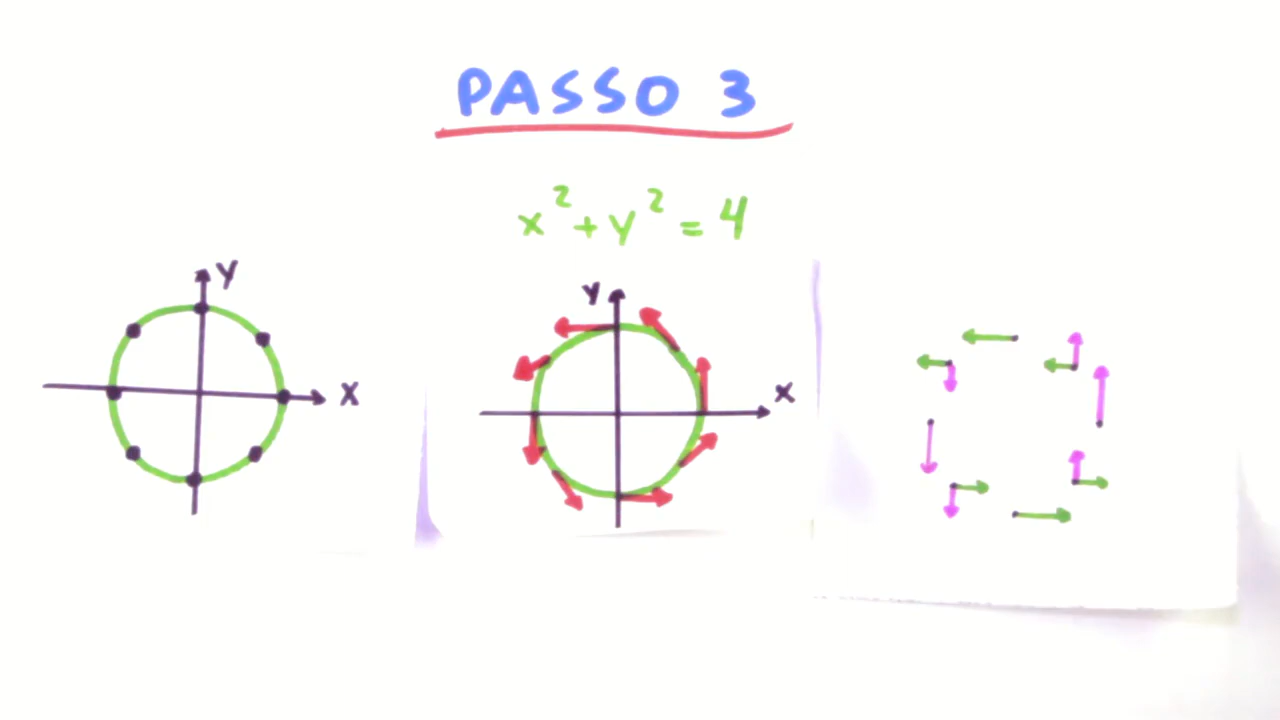 PASSO 3
x² + y² = 4
y
x
y
x